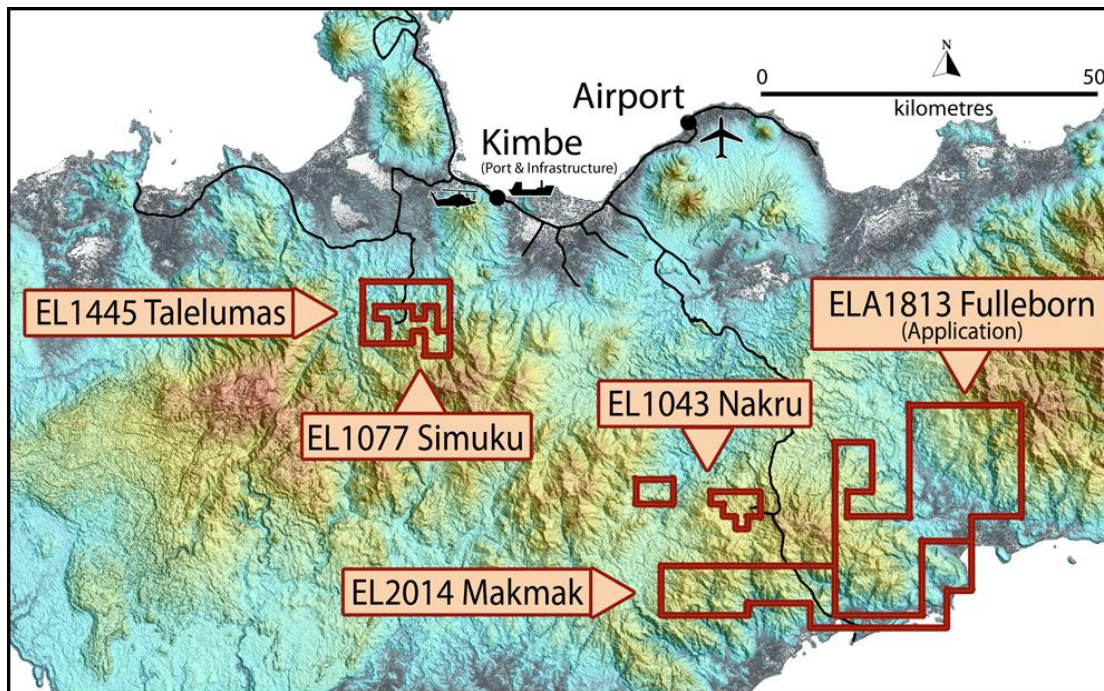 N
0 50
kilometres
Airport
Kimbe
(Port & Infrastructure)
EL1445 Talelumas
ELA1813 Fulleborn
(Application)
EL1077 Simuku
EL1043 Nakru
EL2014 Makmak